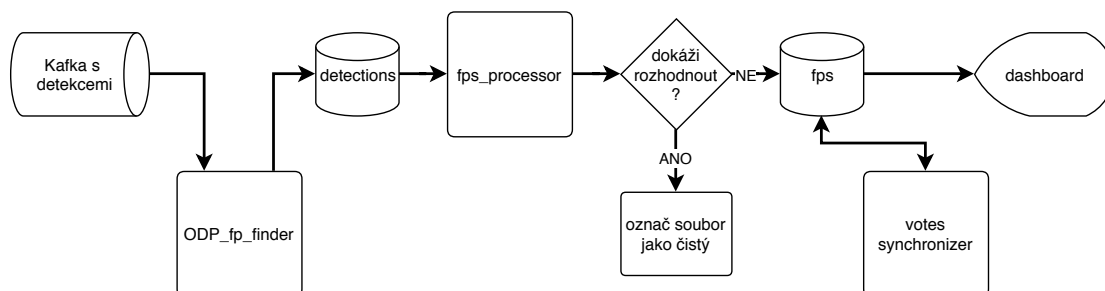 Kafka s
detekcemi
ODP_fp_finder
detections
fps_processor
dokáži
rozhodnout
?
NE
ANO
označ soubor
jako čistý
fps
votes
synchronizer
dashboard